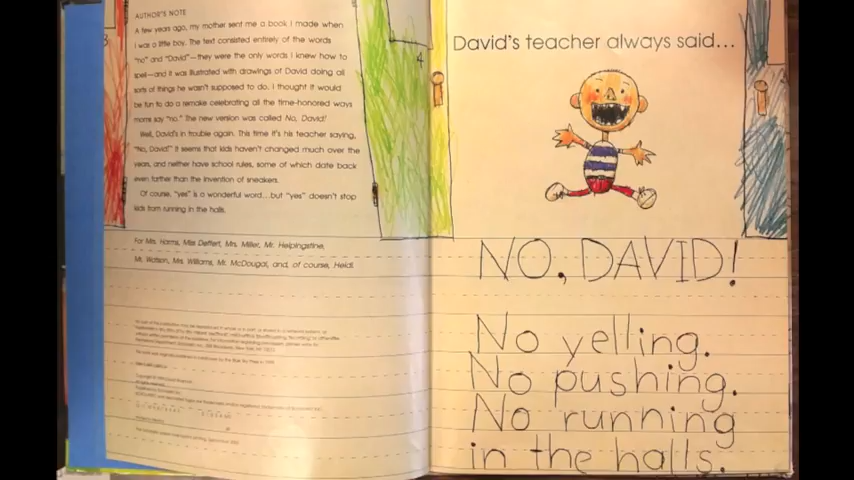 AUTHOR'S NOTE
A few years ago, my mother sent me a book I made when
I was a little boy. The text consisted entirely of the words
"no" and "David"—they were the only words I knew how to
spell—and it was illustrated with drawings of David doing all
sorts of things he wasn't supposed to do. I thought it would
be fun to do a remake celebrating all the time-honored ways
moms say "no." The new version was called No, David!
Well, David's in trouble again. This time it's his teacher saying,
"No, David!" It seems that kids haven't changed much over the
years, and neither have school rules, some of which date back
even farther than the invention of sneakers.
Of course, "yes" is a wonderful word...but "yes" doesn't stop
kids from running in the halls.
For Mrs. Harms, Miss Deffert, Mrs. Miller, Mr. Helpingstine,
Mr. Watson, Mrs. Williams, Mr. McDougal, and, of course, Heidi.
3
4
David's teacher always said...
NO, DAVID!
No yelling.
No pushing.
No running
in the halls.